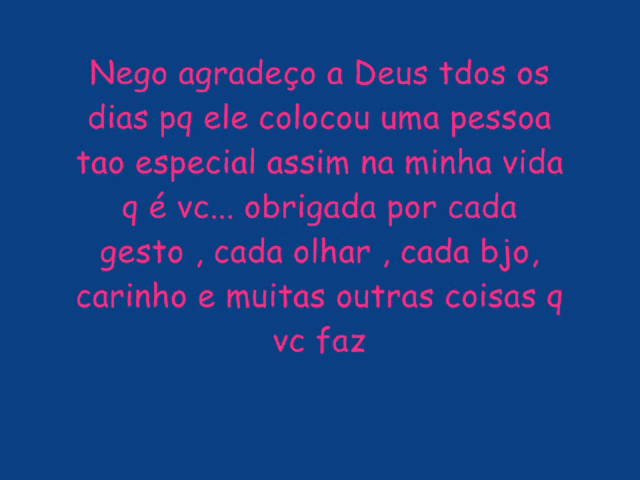 Nego agradeço a Deus tdos os
dias pq ele colocou uma pessoa
tao especial assim na minha vida
q é vc... obrigada por cada
gesto , cada olhar , cada bjo,
carinho e muitas outras coisas q
vc faz